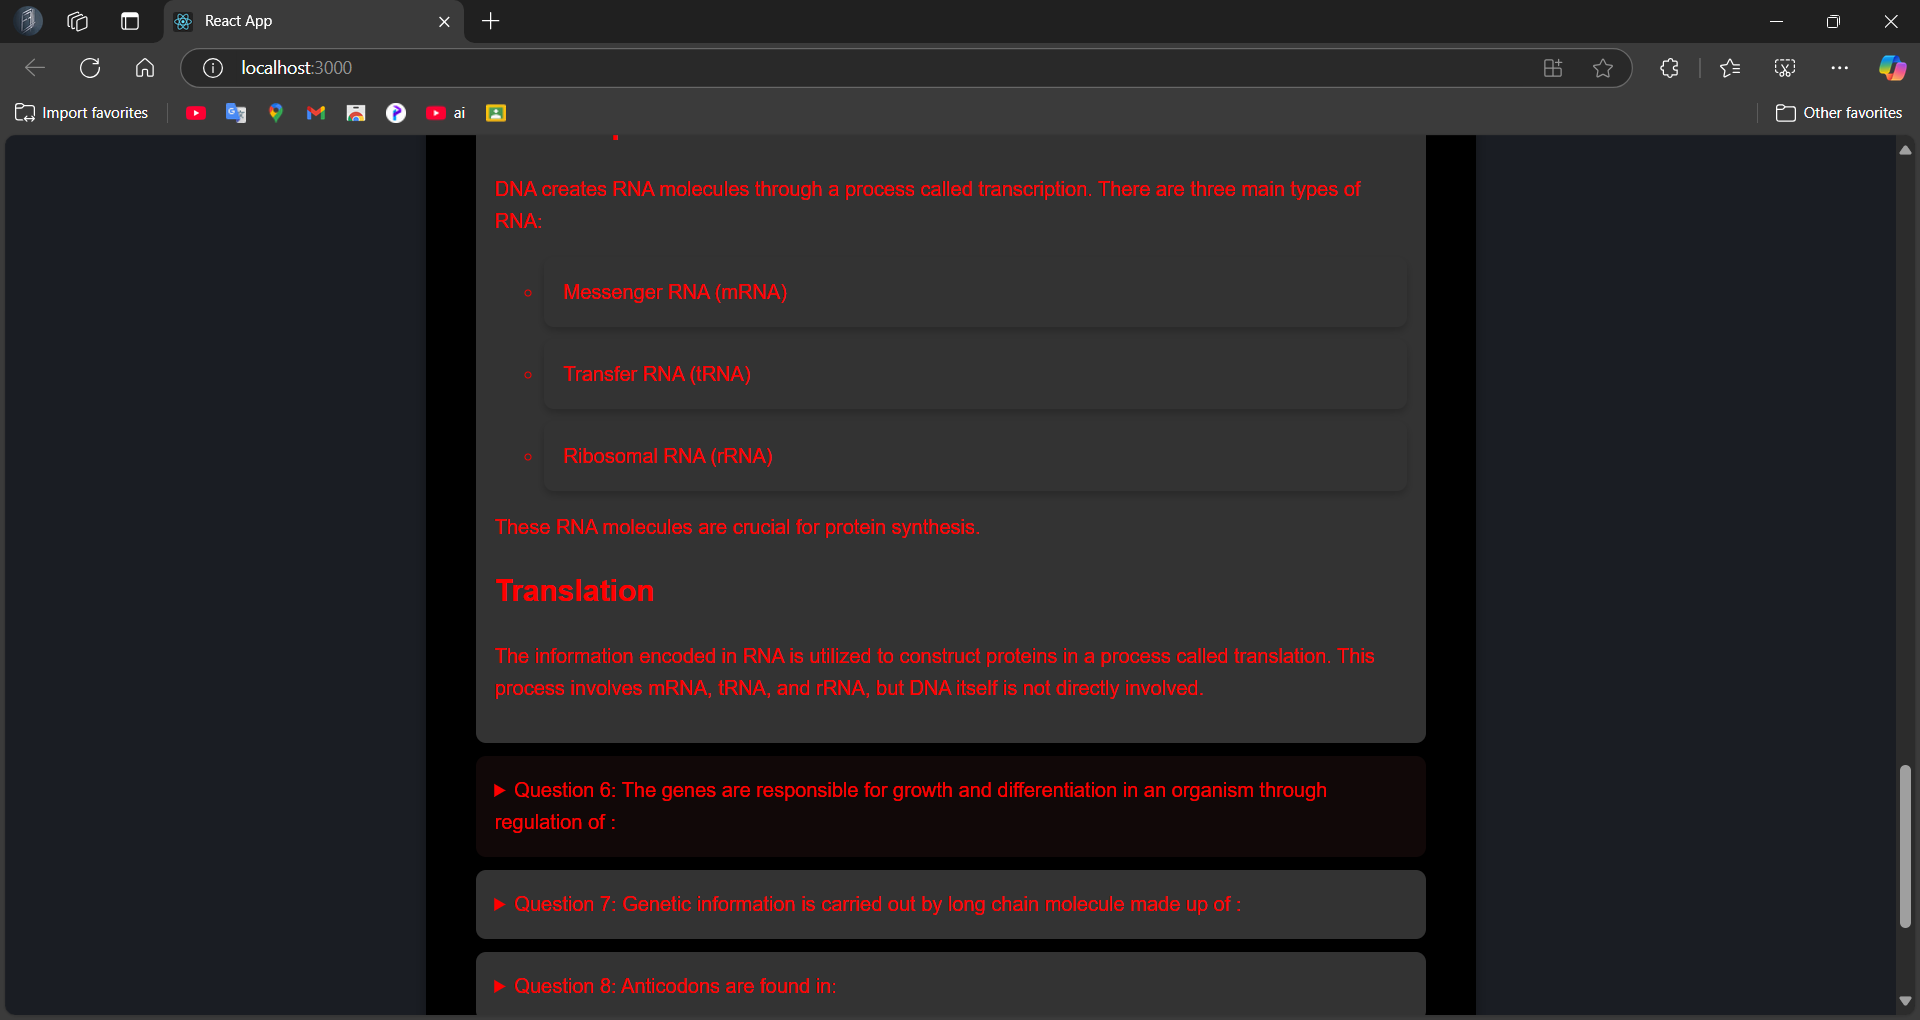 React App
localhost:3000
Import favorites
ai
Other favorites
DNA creates RNA molecules through a process called transcription. There are three main types of
RNA:
Messenger RNA (mRNA)
Transfer RNA (tRNA)
Ribosomal RNA (rRNA)
These RNA molecules are crucial for protein synthesis.
Translation
The information encoded in RNA is utilized to construct proteins in a process called translation. This
process involves mRNA, tRNA, and rRNA, but DNA itself is not directly involved.
Question 6: The genes are responsible for growth and differentiation in an organism through
regulation of :
Question 7: Genetic information is carried out by long chain molecule made up of :
Question 8: Anticodons are found in: